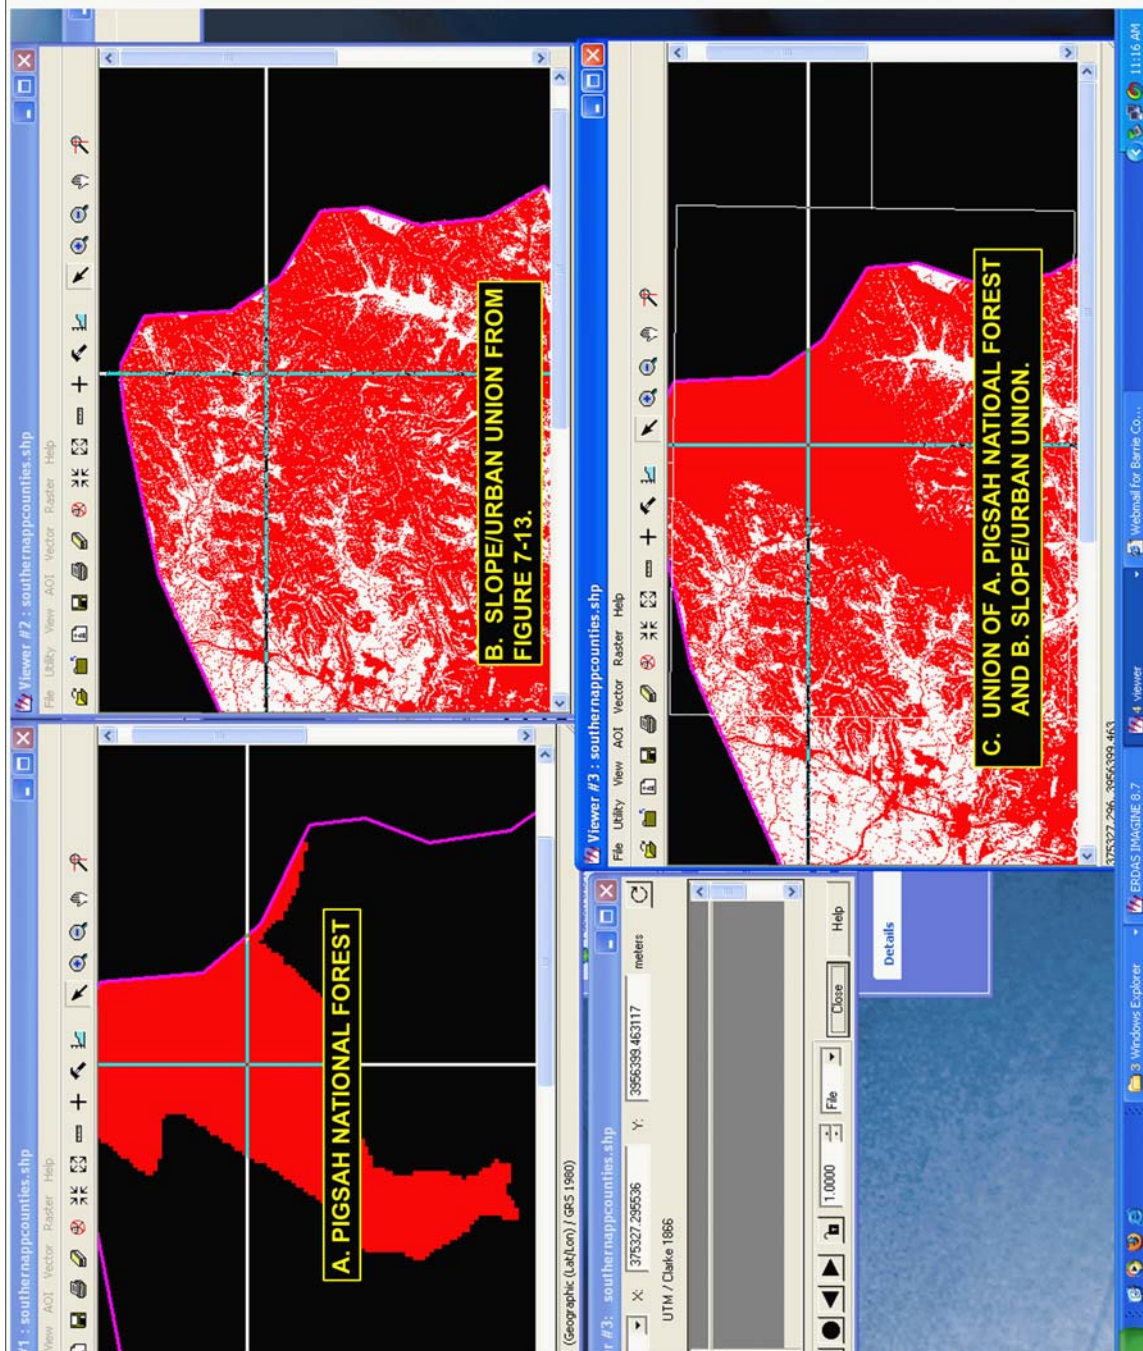 /1 : southernappcounties.shp
View AOI Vector Raster Help
A. PIGSAH NATIONAL FOREST
(Geographic (Lat/Lon) / GRS 1980)
Viewer #2 : southernappcounties.shp
File Utility View AOI Vector Raster Help
B. SLOPE/URBAN UNION FROM
FIGURE 7-13.
r #3: southernappcounties.shp
X: 375327.295536 Y: 3956399.463117 meters
UTM / Clarke 1866
1.0000 File Close Help
Details
Viewer #3 : southernappcounties.shp
File Utility View AOI Vector Raster Help
C. UNION OF A. PIGSAH NATIOAL FOREST
AND B. SLOPE/URBAN UNION.
375327.296, 3956399.463
3 Windows Explorer ERDAS IMAGINE 8.7 4 viewer Webmail for Barrie Co... 11:16 AM